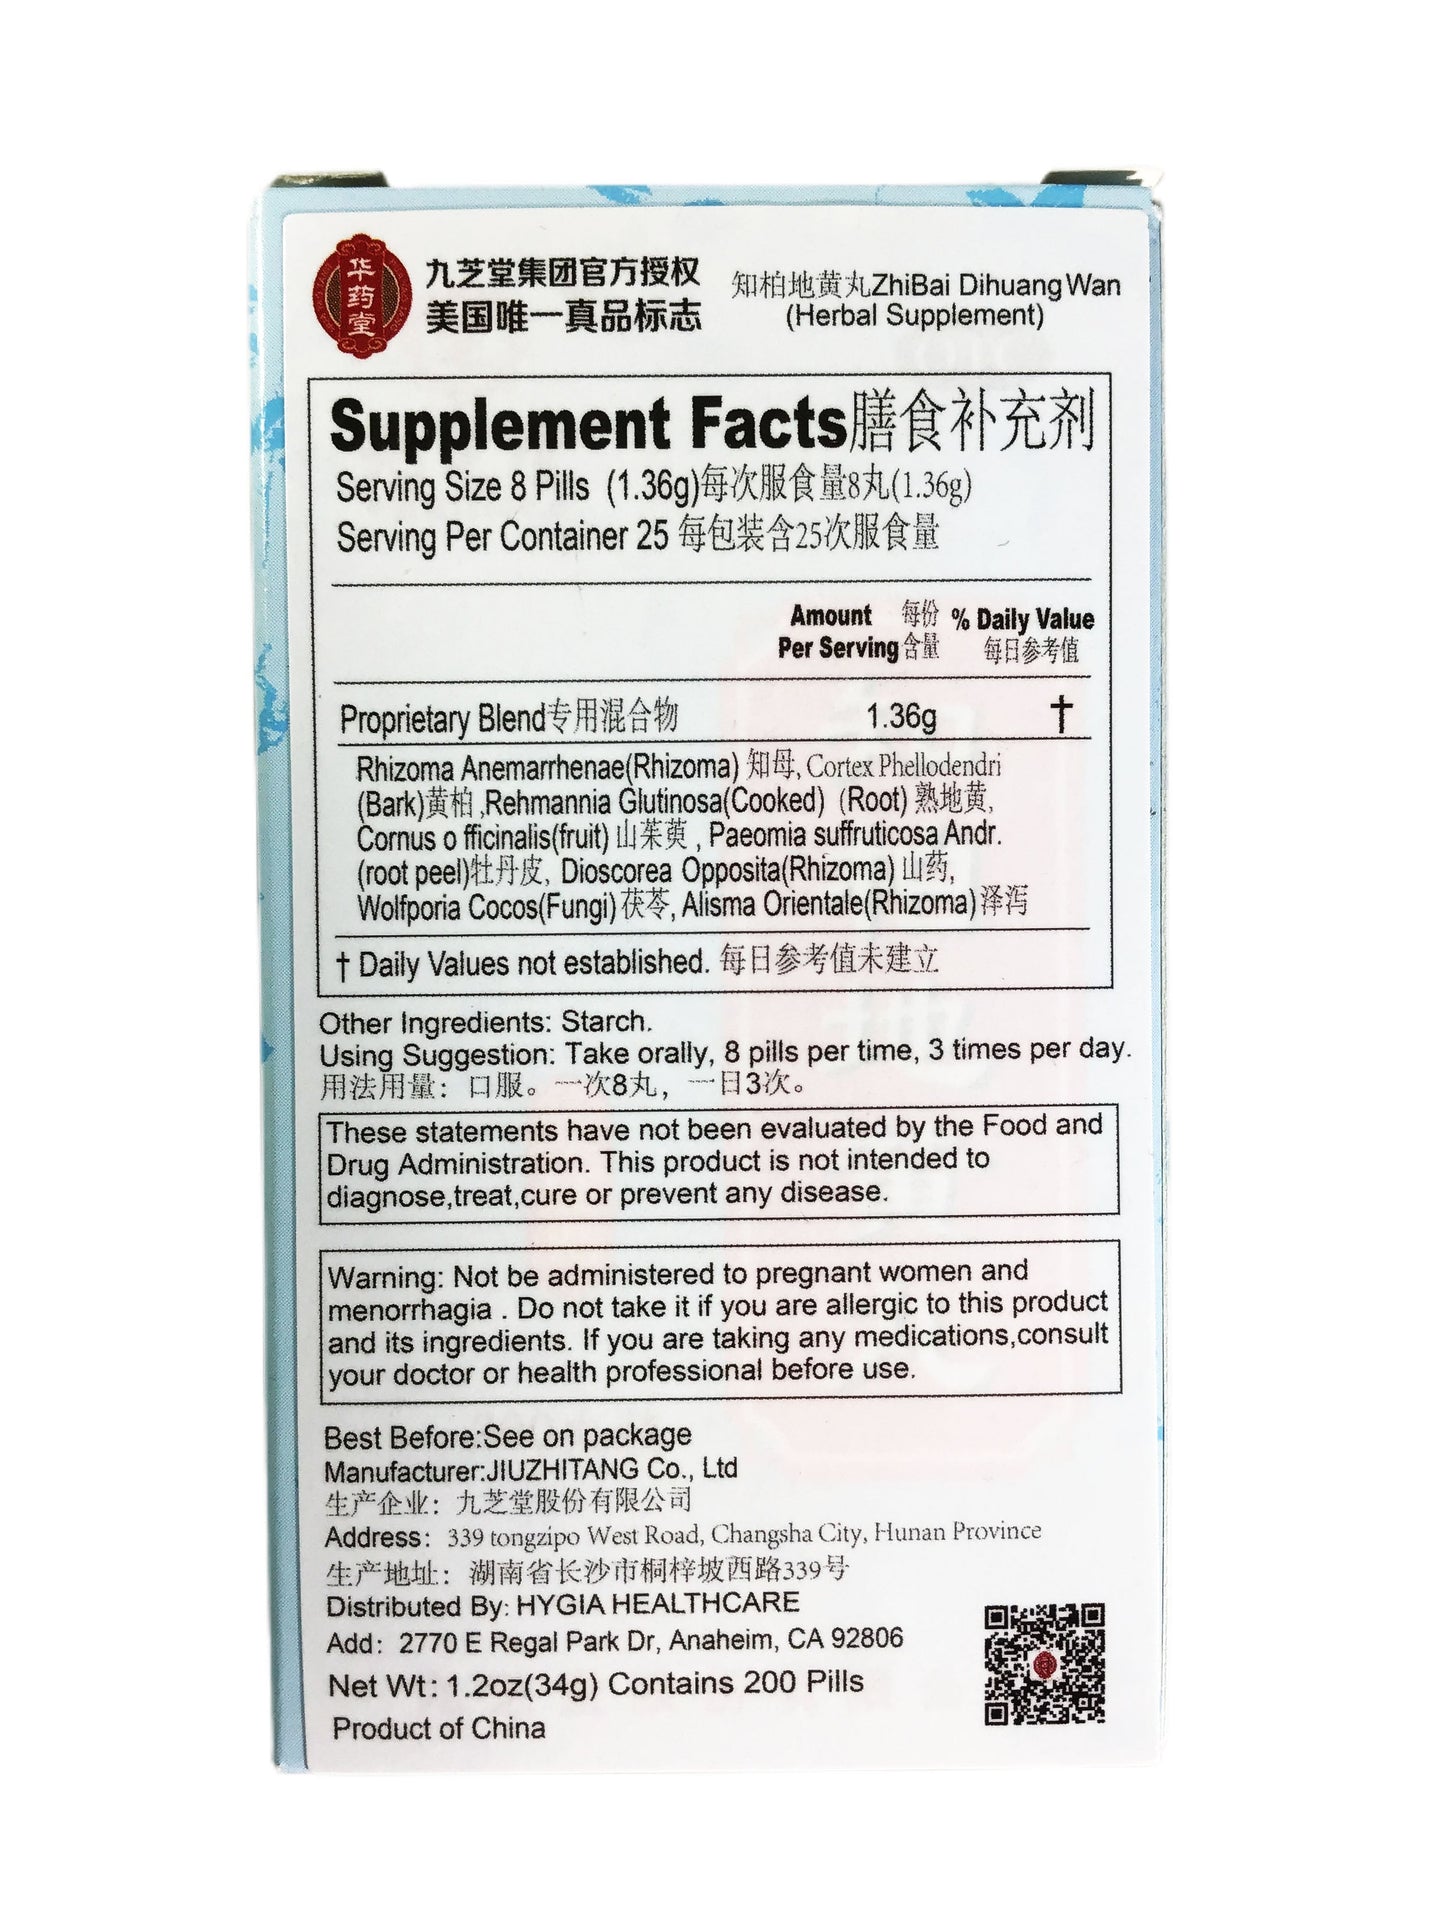 华药堂
九芝堂集团官方授权
美国唯一真品标志
知柏地黄丸ZhiBai Dihuang Wan
(Herbal Supplement)
Supplement Facts膳食补充剂
Serving Size 8 Pills (1.36g)每次服食量8丸(1.36g)
Serving Per Container 25 每包装含25次服食量
Amount Per Serving 每份含量 % Daily Value 每日参考值
Proprietary Blend专用混合物 1.36g †
Rhizoma Anemarrhenae(Rhizoma) 知母, Cortex Phellodendri
(Bark)黄柏 ,Rehmannia Glutinosa(Cooked) (Root) 熟地黄,
Cornus o fficinalis(fruit) 山茱萸 , Paeomia suffruticosa Andr.
(root peel)牡丹皮, Dioscorea Opposita(Rhizoma) 山药,
Wolfporia Cocos(Fungi)茯苓, Alisma Orientale(Rhizoma)泽泻
† Daily Values not established. 每日参考值未建立
Other Ingredients: Starch.
Using Suggestion: Take orally, 8 pills per time, 3 times per day.
用法用量：口服。一次8丸，一日3次。
These statements have not been evaluated by the Food and
Drug Administration. This product is not intended to
diagnose,treat,cure or prevent any disease.
Warning: Not be administered to pregnant women and
menorrhagia . Do not take it if you are allergic to this product
and its ingredients. If you are taking any medications,consult
your doctor or health professional before use.
Best Before:See on package
Manufacturer:JIUZHITANG Co., Ltd
生产企业：九芝堂股份有限公司
Address: 339 tongzipo West Road, Changsha City, Hunan Province
生产地址：湖南省长沙市桐梓坡西路339号
Distributed By: HYGIA HEALTHCARE
Add: 2770 E Regal Park Dr, Anaheim, CA 92806
Net Wt: 1.2oz(34g) Contains 200 Pills
Product of China